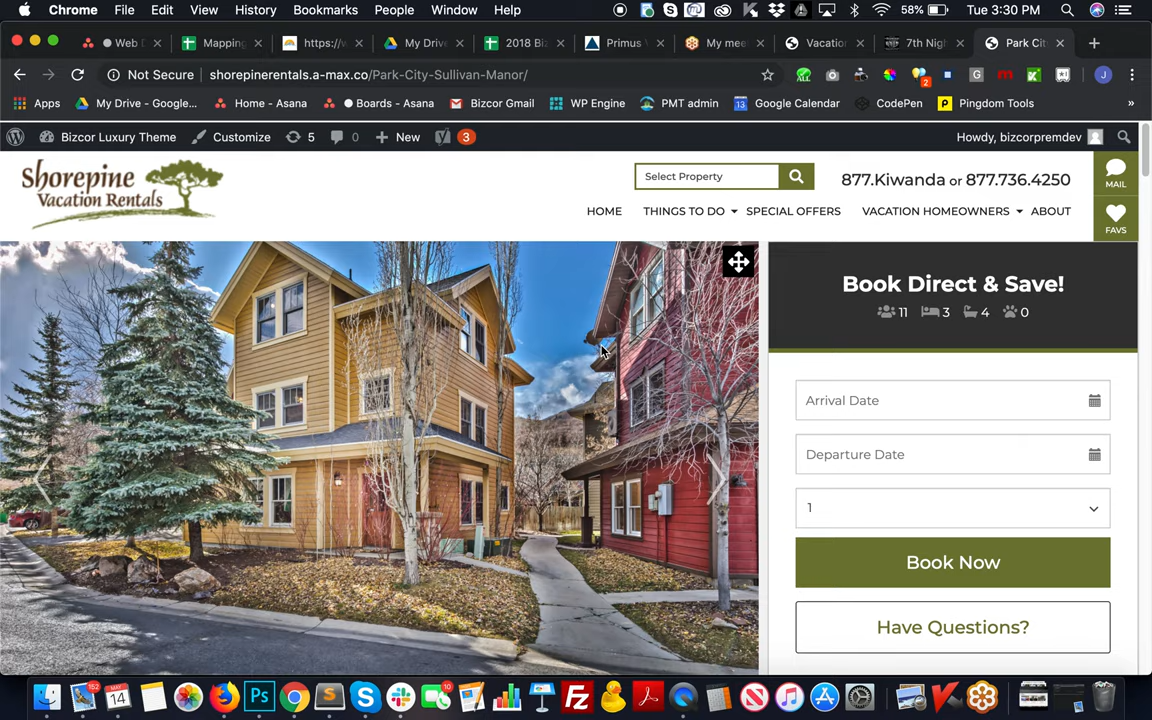 Chrome File Edit View History Bookmarks People Window Help 58% Tue 3:30 PM
Web D Mapping https://w My Drive 2018 Biz Primus V My mee Vacation 7th Nigh Park Cit
Not Secure shorepinerentals.a-max.co/Park-City-Sullivan-Manor/
Apps My Drive - Google... Home - Asana Boards - Asana Bizcor Gmail WP Engine PMT admin Google Calendar CodePen Pingdom Tools »
Bizcor Luxury Theme Customize 5 0 New 3 Howdy, bizcorpremdev
Shorepine
Vacation Rentals
Select Property
877.Kiwanda or 877.736.4250
MAIL
HOME THINGS TO DO SPECIAL OFFERS VACATION HOMEOWNERS ABOUT
FAVS
Book Direct & Save!
11 3 4 0
Arrival Date
Departure Date
1
Book Now
Have Questions?